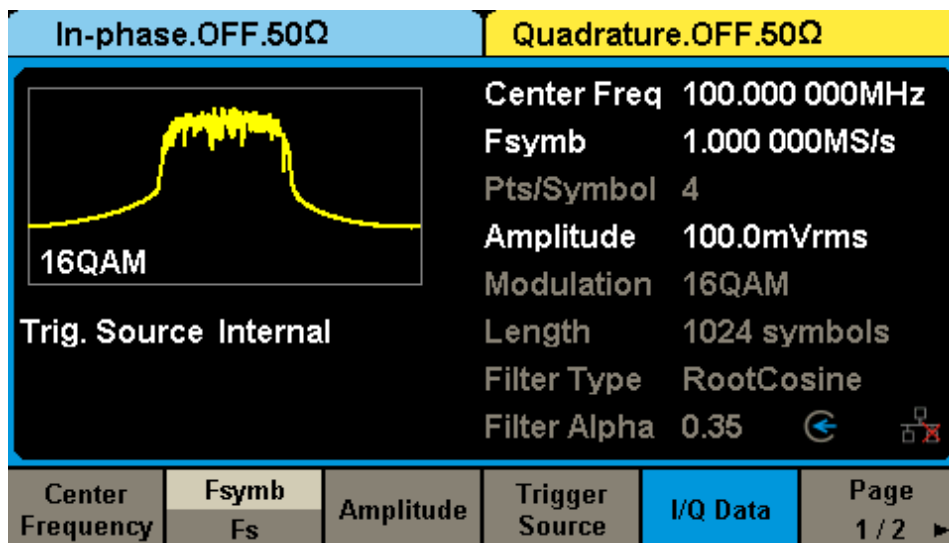 In-phase.OFF.50Ω
Quadrature.OFF.50Ω
16QAM
Trig. Source Internal
Center Freq 100.000 000MHz
Fsymb 1.000 000MS/s
Pts/Symbol 4
Amplitude 100.0mVrms
Modulation 16QAM
Length 1024 symbols
Filter Type RootCosine
Filter Alpha 0.35
Center Frequency
Fsymb
Fs
Amplitude
Trigger Source
I/Q Data
Page
1 / 2